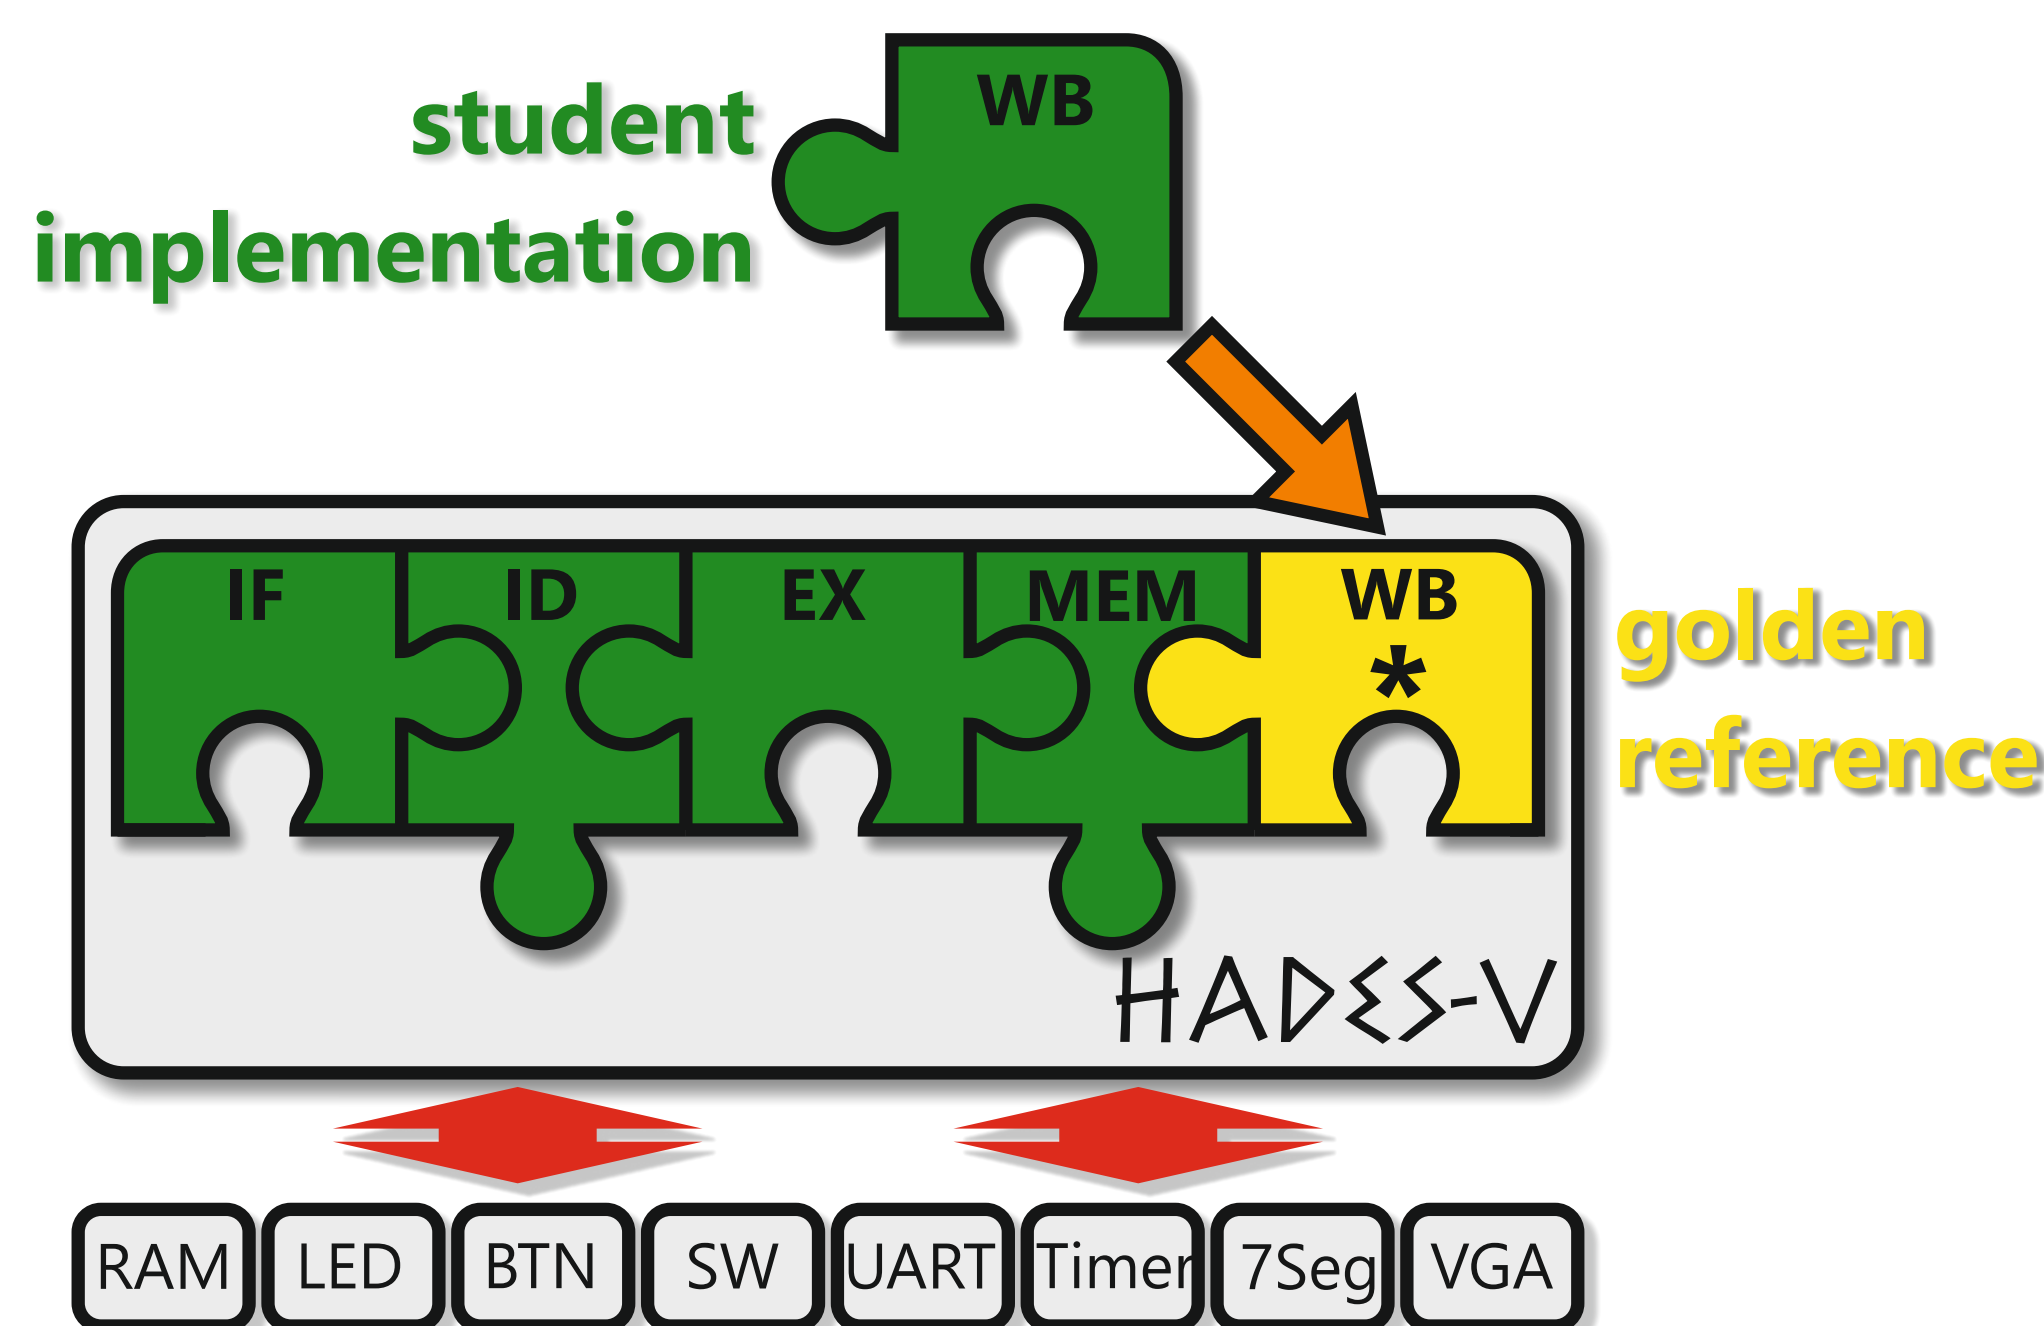 WB
student
implementation
IF ID EX MEM WB
*
golden
reference
HADES-V
RAM LED BTN SW UART Timer 7Seg VGA